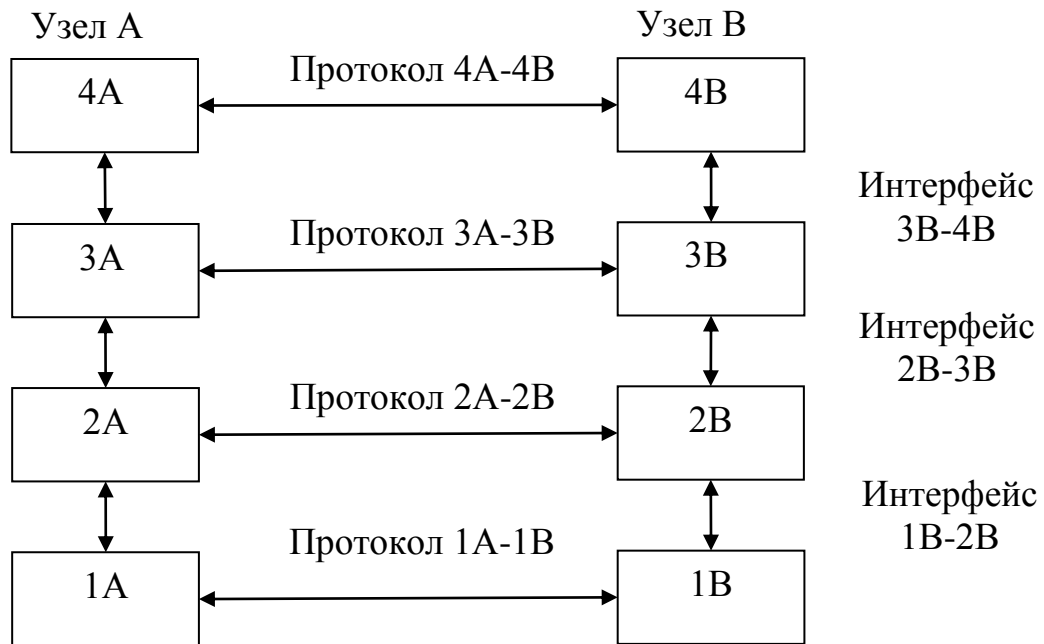 Узел А
Узел В
4А
Протокол 4А-4В
4В
Интерфейс
3В-4В
3А
Протокол 3А-3В
3В
Интерфейс
2В-3В
2А
Протокол 2А-2В
2В
Интерфейс
1В-2В
1А
Протокол 1А-1В
1В